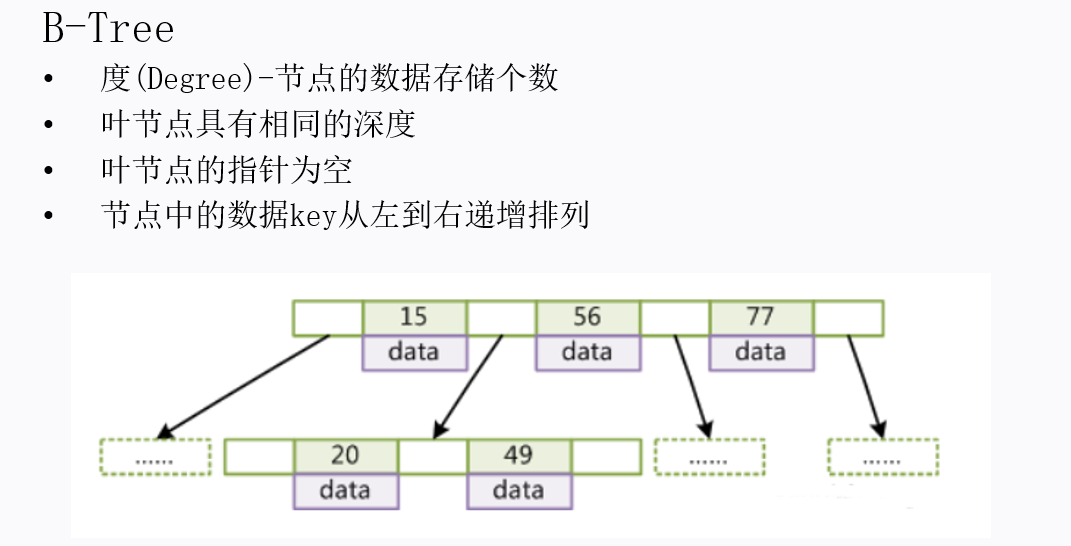 B-Tree
• 度(Degree)-节点的数据存储个数
• 叶节点具有相同的深度
• 叶节点的指针为空
• 节点中的数据key从左到右递增排列
15 56 77
data data data
...... 20 49 ...... ......
data data